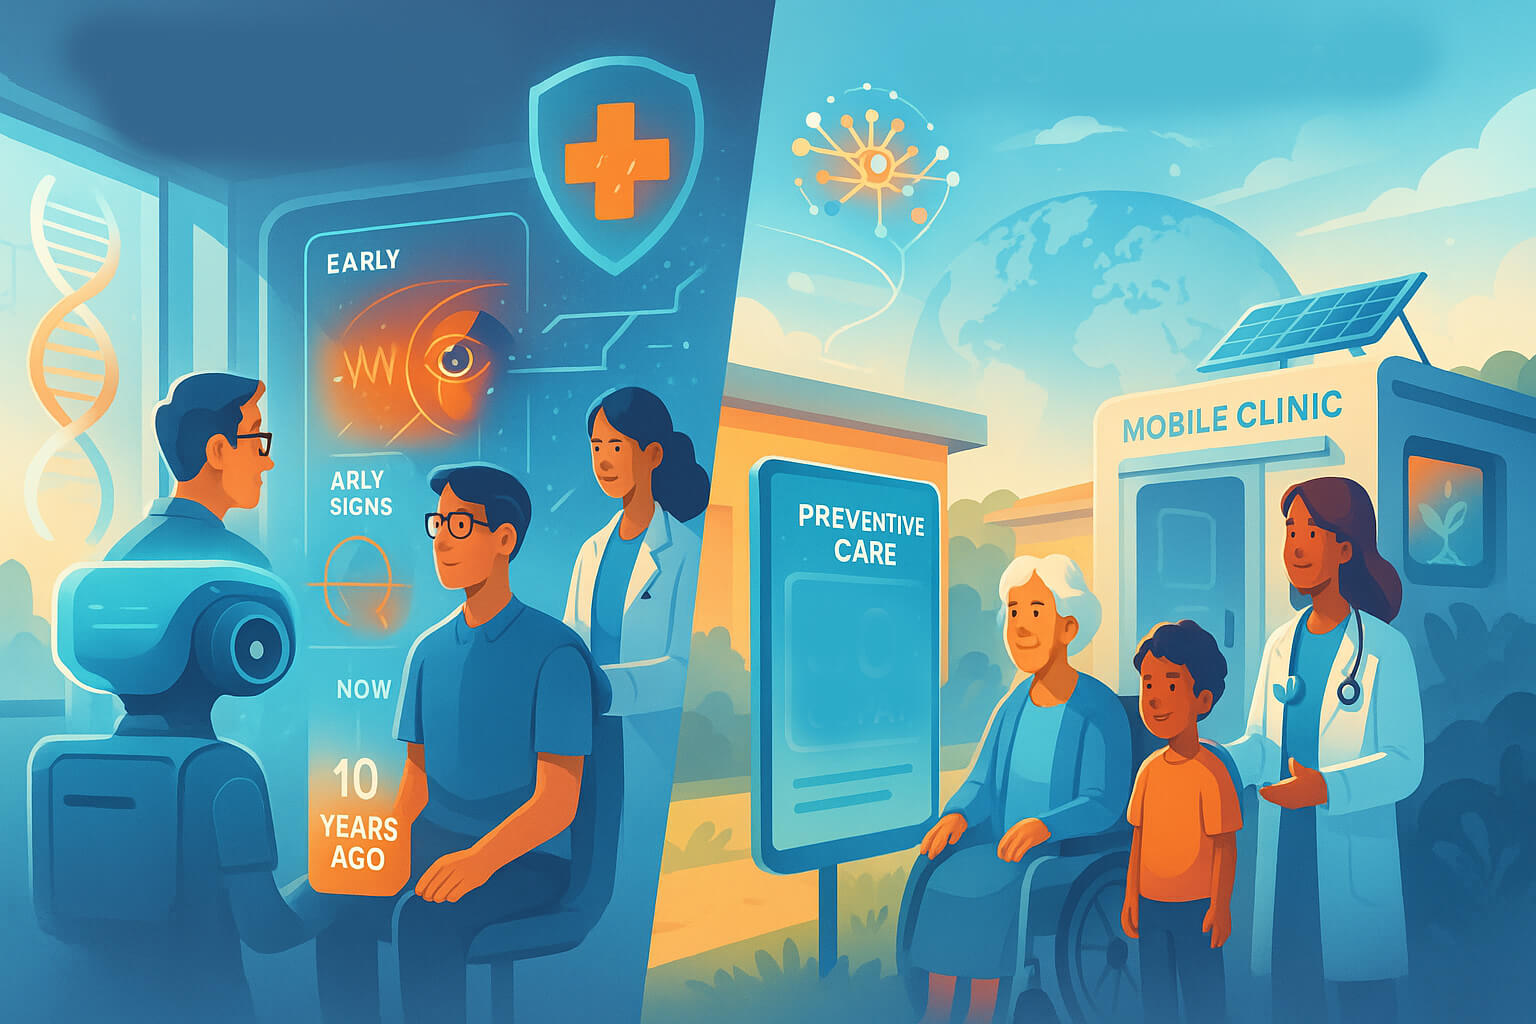 EARLY
ARLY
SIGNS
NOW
10
YEARS
AGO
PREVENTIVE
CARE
MOBILE CLINIC